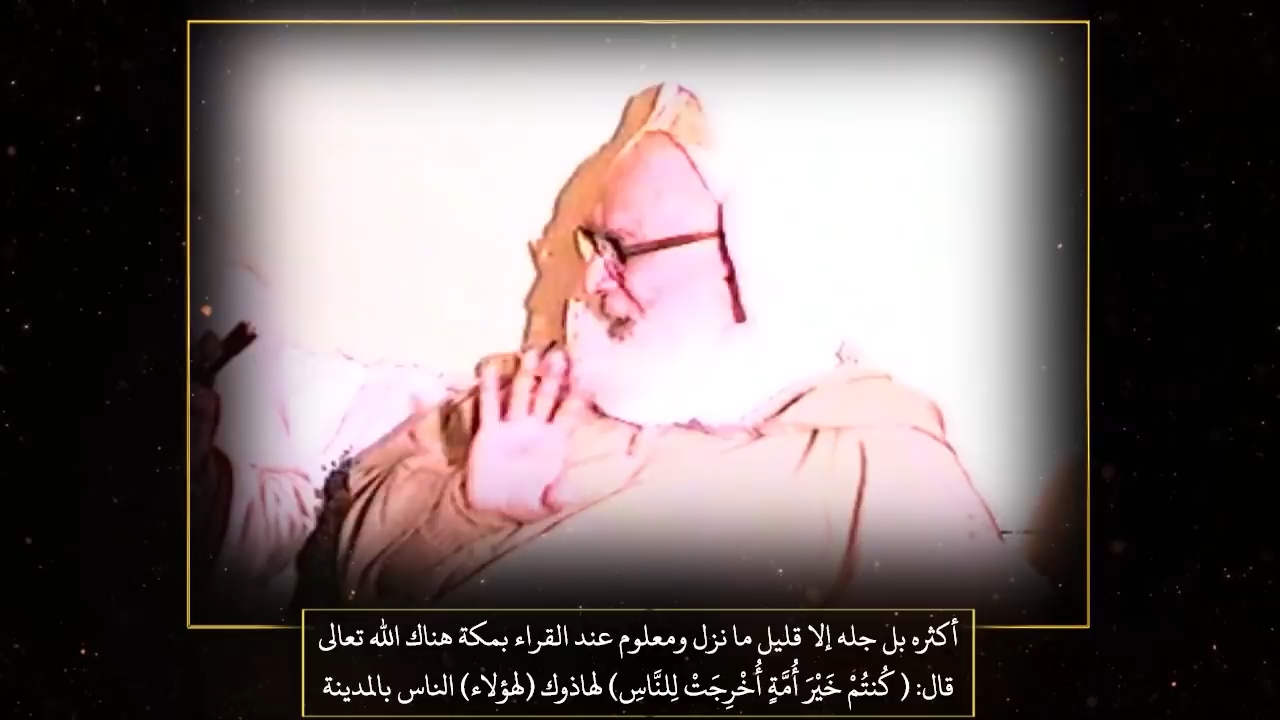 أكثره بل جله إلا قليل ما نزل ومعلوم عند القراء بمكة هناك الله تعالى
قال: ( كُنتُمْ خَيْرَ أُمَّةٍ أُخْرِجَتْ لِلنَّاسِ) لهاذوك (لهؤلاء) الناس بالمدينة